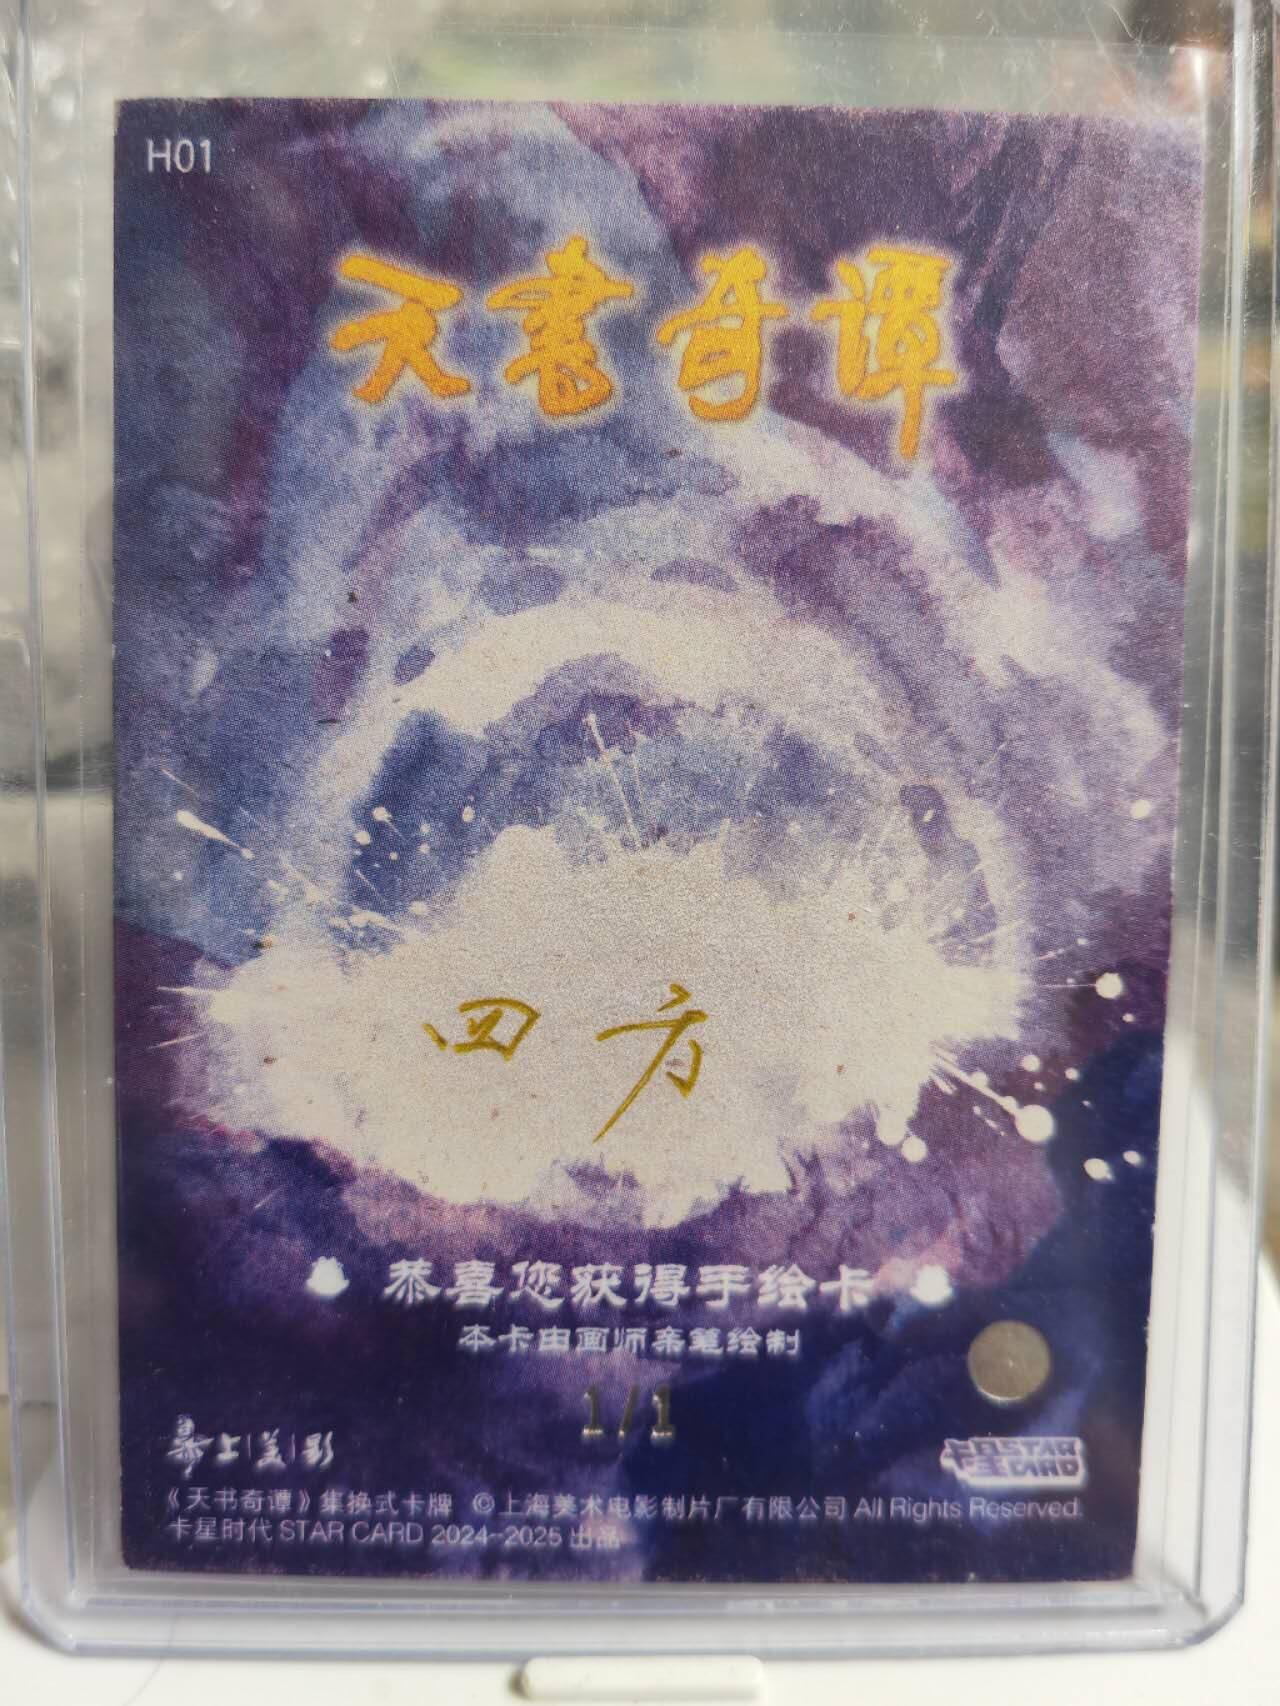 H01
天書奇谭
四方
恭喜您获得手绘卡
本卡由画师亲笔绘制
1/1
上美影
卡星 STAR CARD
《天书奇谭》集换式卡牌 ©上海美术电影制片厂有限公司 All Rights Reserved.
卡星时代 STAR CARD 2024--2025 出品